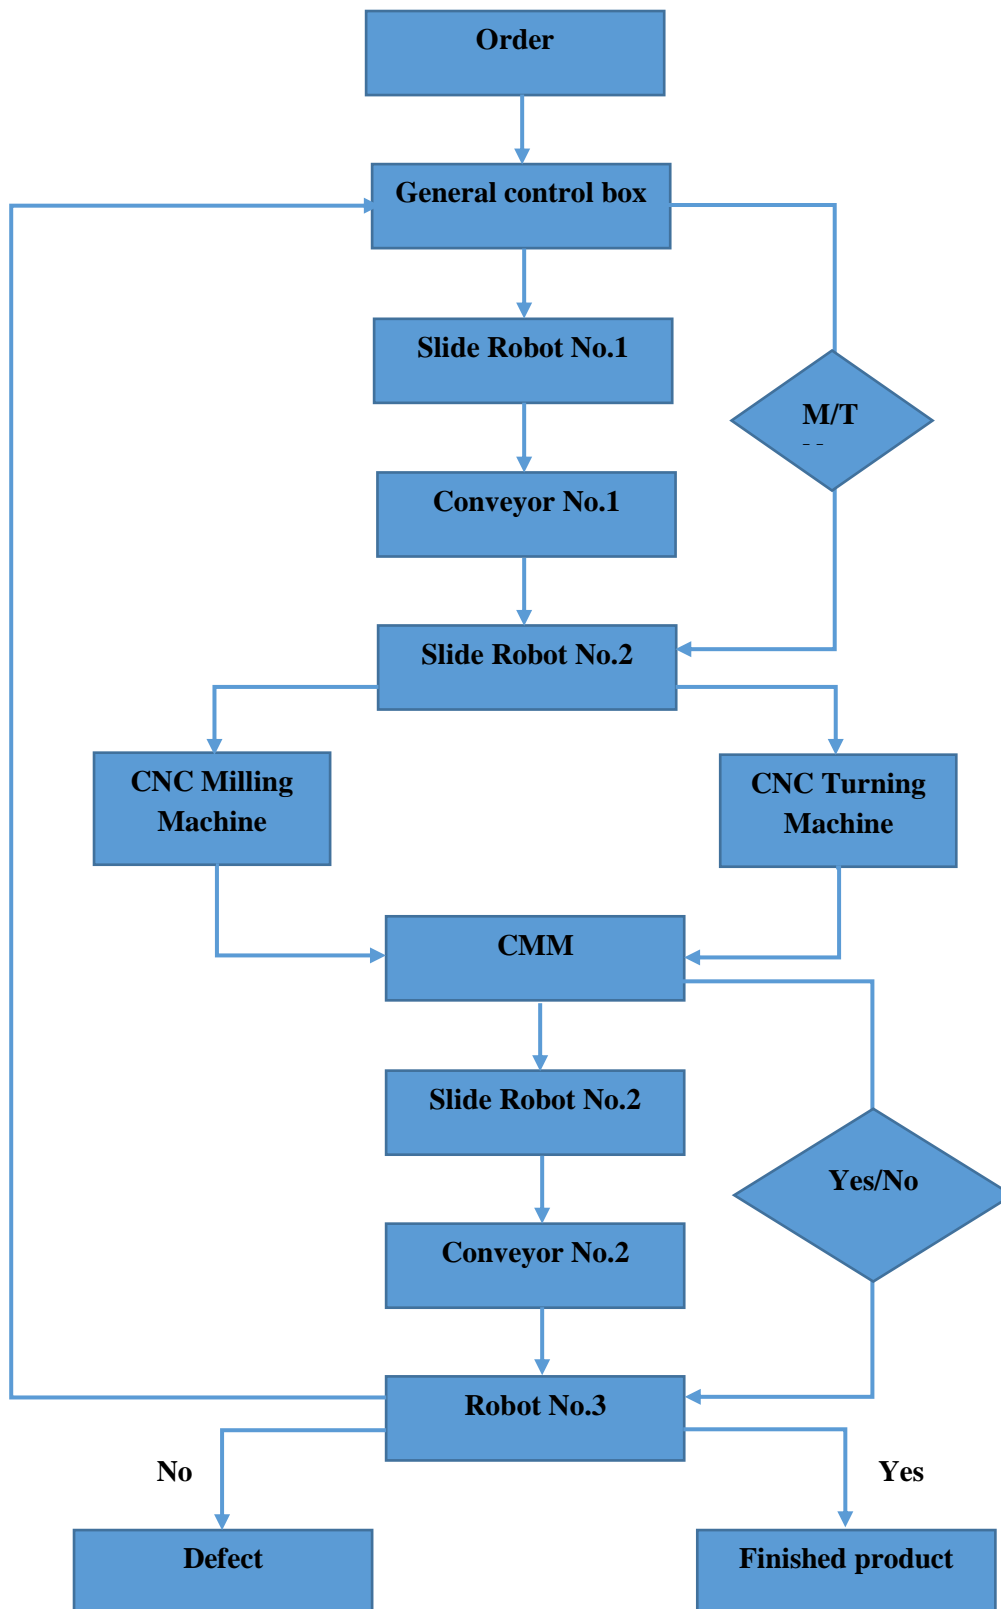 Order
General control box
Slide Robot No.1
M/T
Conveyor No.1
Slide Robot No.2
CNC Milling
Machine
CNC Turning
Machine
CMM
Slide Robot No.2
Yes/No
Conveyor No.2
Robot No.3
No
Yes
Defect
Finished product